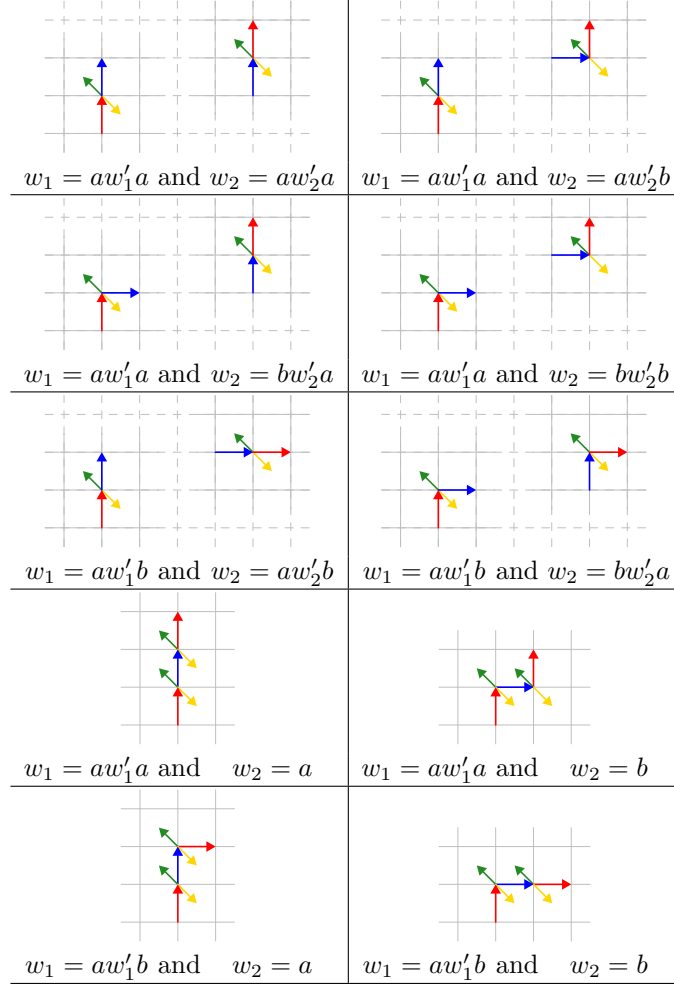 w₁ = aw′₁a and w₂ = aw′₂a
w₁ = aw′₁a and w₂ = aw′₂b
w₁ = aw′₁a and w₂ = bw′₂a
w₁ = aw′₁a and w₂ = bw′₂b
w₁ = aw′₁b and w₂ = aw′₂b
w₁ = aw′₁b and w₂ = bw′₂a
w₁ = aw′₁a and w₂ = a
w₁ = aw′₁a and w₂ = b
w₁ = aw′₁b and w₂ = a
w₁ = aw′₁b and w₂ = b